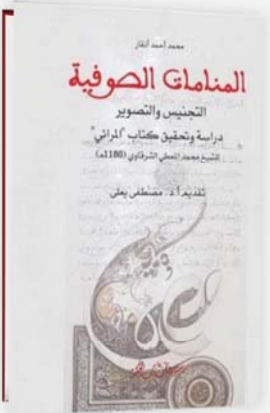 محمد أحمد أنقار
المنامات الصوفية
التجنيس والتصوير
دراسة وتحقيق كتاب "المرائي"
للشيخ محمد المعطي الشرقاوي (1180هـ)
تقديم: أ.د. مصطفى يعلى